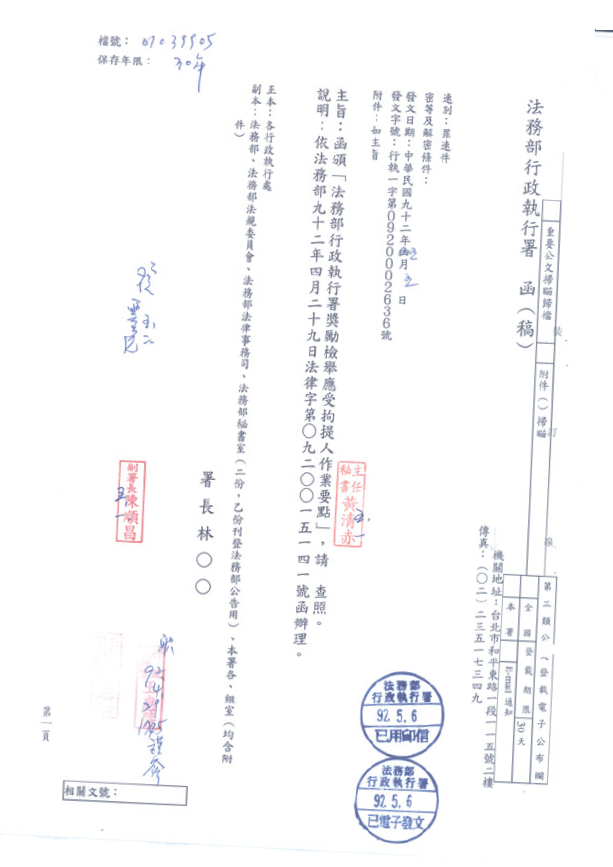 檔號：
保存年限：30年
法務部行政執行署　函（稿）
重要公文掃瞄歸檔
附件（）掃瞄
裝
訂
線
第三類公（登載電子公布欄
全國
登載期限
30天
本署
E-mail通知
機關地址：台北市和平東路一段一一五號二樓
傳真：（〇二）二三五一七三四九
速別：最速件
密等及解密條件：
發文日期：中華民國九十二年五月五日
發文字號：行執一字第0920002636號
附件：如主旨
主旨：函頒「法務部行政執行署獎勵檢舉應受拘提人作業要點」，請　查照。
說明：依法務部九十二年四月二十九日法律字第〇九二〇〇一五一四一號函辦理。
正本：各行政執行處
副本：法務部、法務部法規委員會、法務部法律事務司、法務部秘書室（二份，乙份刊登法務部公告用）、本署各、組室（均含附
件）
主任
秘書
黃清赤
五、一
署長林〇〇
副署長陳順昌
五、一
92
法務部
行政執行署
92.5.6
已用印信
法務部
行政執行署
92.5.6
已電子發文
相關文號：
第一頁